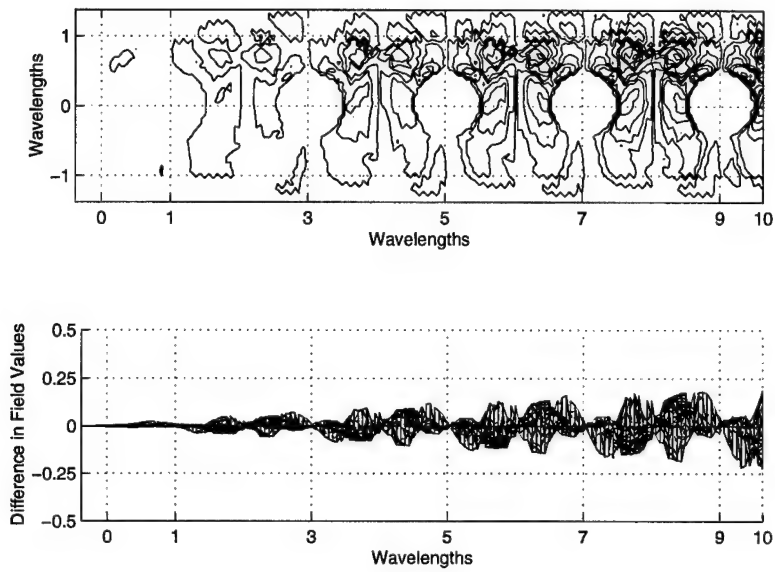 1
0
−1
Wavelengths
0 1 3 5 7 9 10
Wavelengths
0.5
0.25
0
−0.25
−0.5
Difference in Field Values
0 1 3 5 7 9 10
Wavelengths